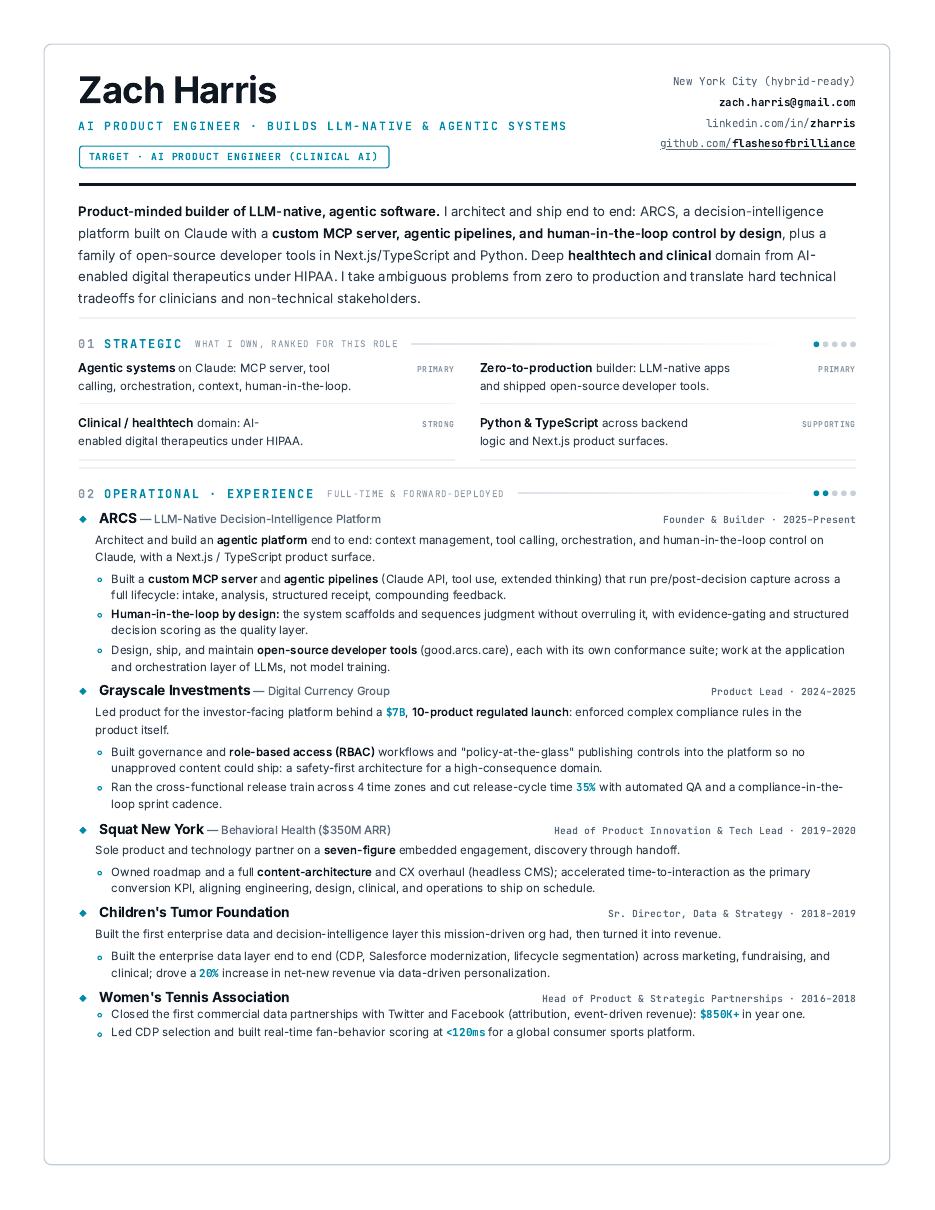 Zach Harris
AI PRODUCT ENGINEER · BUILDS LLM-NATIVE & AGENTIC SYSTEMS
TARGET · AI PRODUCT ENGINEER (CLINICAL AI)
New York City (hybrid-ready)
zach.harris@gmail.com
linkedin.com/in/zharris
github.com/flashesofbrilliance
Product-minded builder of LLM-native, agentic software. I architect and ship end to end: ARCS, a decision-intelligence
platform built on Claude with a custom MCP server, agentic pipelines, and human-in-the-loop control by design, plus a
family of open-source developer tools in Next.js/TypeScript and Python. Deep healthtech and clinical domain from AI-
enabled digital therapeutics under HIPAA. I take ambiguous problems from zero to production and translate hard technical
tradeoffs for clinicians and non-technical stakeholders.
01 STRATEGIC WHAT I OWN, RANKED FOR THIS ROLE
Agentic systems on Claude: MCP server, tool PRIMARY
calling, orchestration, context, human-in-the-loop.
Zero-to-production builder: LLM-native apps PRIMARY
and shipped open-source developer tools.
Clinical / healthtech domain: AI- STRONG
enabled digital therapeutics under HIPAA.
Python & TypeScript across backend SUPPORTING
logic and Next.js product surfaces.
02 OPERATIONAL · EXPERIENCE FULL-TIME & FORWARD-DEPLOYED
ARCS — LLM-Native Decision-Intelligence Platform Founder & Builder · 2025–Present
Architect and build an agentic platform end to end: context management, tool calling, orchestration, and human-in-the-loop control on
Claude, with a Next.js / TypeScript product surface.
Built a custom MCP server and agentic pipelines (Claude API, tool use, extended thinking) that run pre/post-decision capture across a
full lifecycle: intake, analysis, structured receipt, compounding feedback.
Human-in-the-loop by design: the system scaffolds and sequences judgment without overruling it, with evidence-gating and structured
decision scoring as the quality layer.
Design, ship, and maintain open-source developer tools (good.arcs.care), each with its own conformance suite; work at the application
and orchestration layer of LLMs, not model training.
Grayscale Investments — Digital Currency Group Product Lead · 2024–2025
Led product for the investor-facing platform behind a $7B, 10-product regulated launch: enforced complex compliance rules in the
product itself.
Built governance and role-based access (RBAC) workflows and "policy-at-the-glass" publishing controls into the platform so no
unapproved content could ship: a safety-first architecture for a high-consequence domain.
Ran the cross-functional release train across 4 time zones and cut release-cycle time 35% with automated QA and a compliance-in-the-
loop sprint cadence.
Squat New York — Behavioral Health ($350M ARR) Head of Product Innovation & Tech Lead · 2019–2020
Sole product and technology partner on a seven-figure embedded engagement, discovery through handoff.
Owned roadmap and a full content-architecture and CX overhaul (headless CMS); accelerated time-to-interaction as the primary
conversion KPI, aligning engineering, design, clinical, and operations to ship on schedule.
Children's Tumor Foundation Sr. Director, Data & Strategy · 2018–2019
Built the first enterprise data and decision-intelligence layer this mission-driven org had, then turned it into revenue.
Built the enterprise data layer end to end (CDP, Salesforce modernization, lifecycle segmentation) across marketing, fundraising, and
clinical; drove a 20% increase in net-new revenue via data-driven personalization.
Women's Tennis Association Head of Product & Strategic Partnerships · 2016–2018
Closed the first commercial data partnerships with Twitter and Facebook (attribution, event-driven revenue): $850K+ in year one.
Led CDP selection and built real-time fan-behavior scoring at <120ms for a global consumer sports platform.